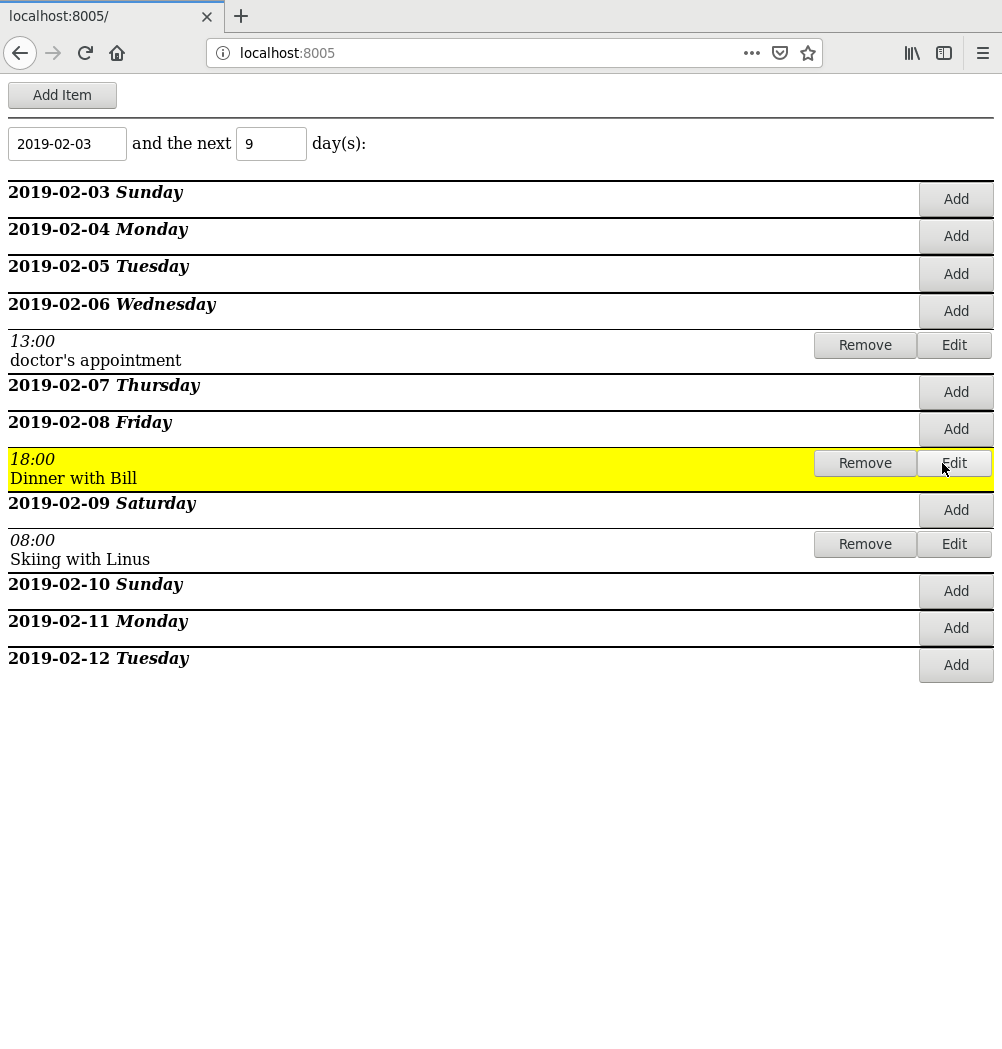 localhost:8005/
localhost:8005
Add Item
2019-02-03 and the next 9 day(s):
2019-02-03 Sunday Add
2019-02-04 Monday Add
2019-02-05 Tuesday Add
2019-02-06 Wednesday Add
13:00 Remove Edit
doctor's appointment
2019-02-07 Thursday Add
2019-02-08 Friday Add
18:00 Remove Edit
Dinner with Bill
2019-02-09 Saturday Add
08:00 Remove Edit
Skiing with Linus
2019-02-10 Sunday Add
2019-02-11 Monday Add
2019-02-12 Tuesday Add